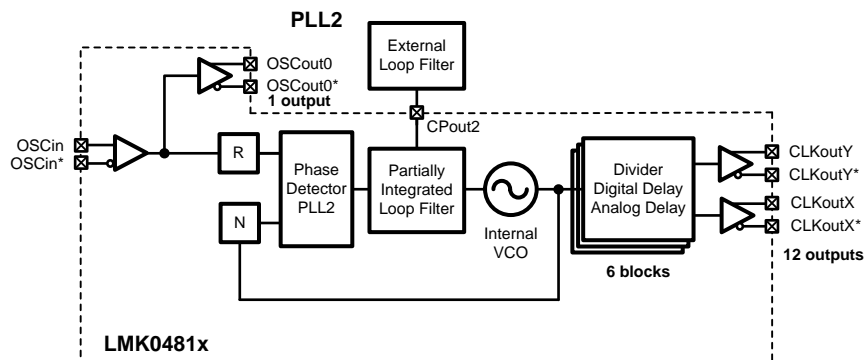 PLL2
External
Loop Filter
OSCout0
OSCout0*
1 output
CPout2
OSCin
OSCin*
R
N
Phase
Detector
PLL2
Partially
Integrated
Loop Filter
Internal
VCO
Divider
Digital Delay
Analog Delay
6 blocks
CLKoutY
CLKoutY*
CLKoutX
CLKoutX*
12 outputs
LMK0481x